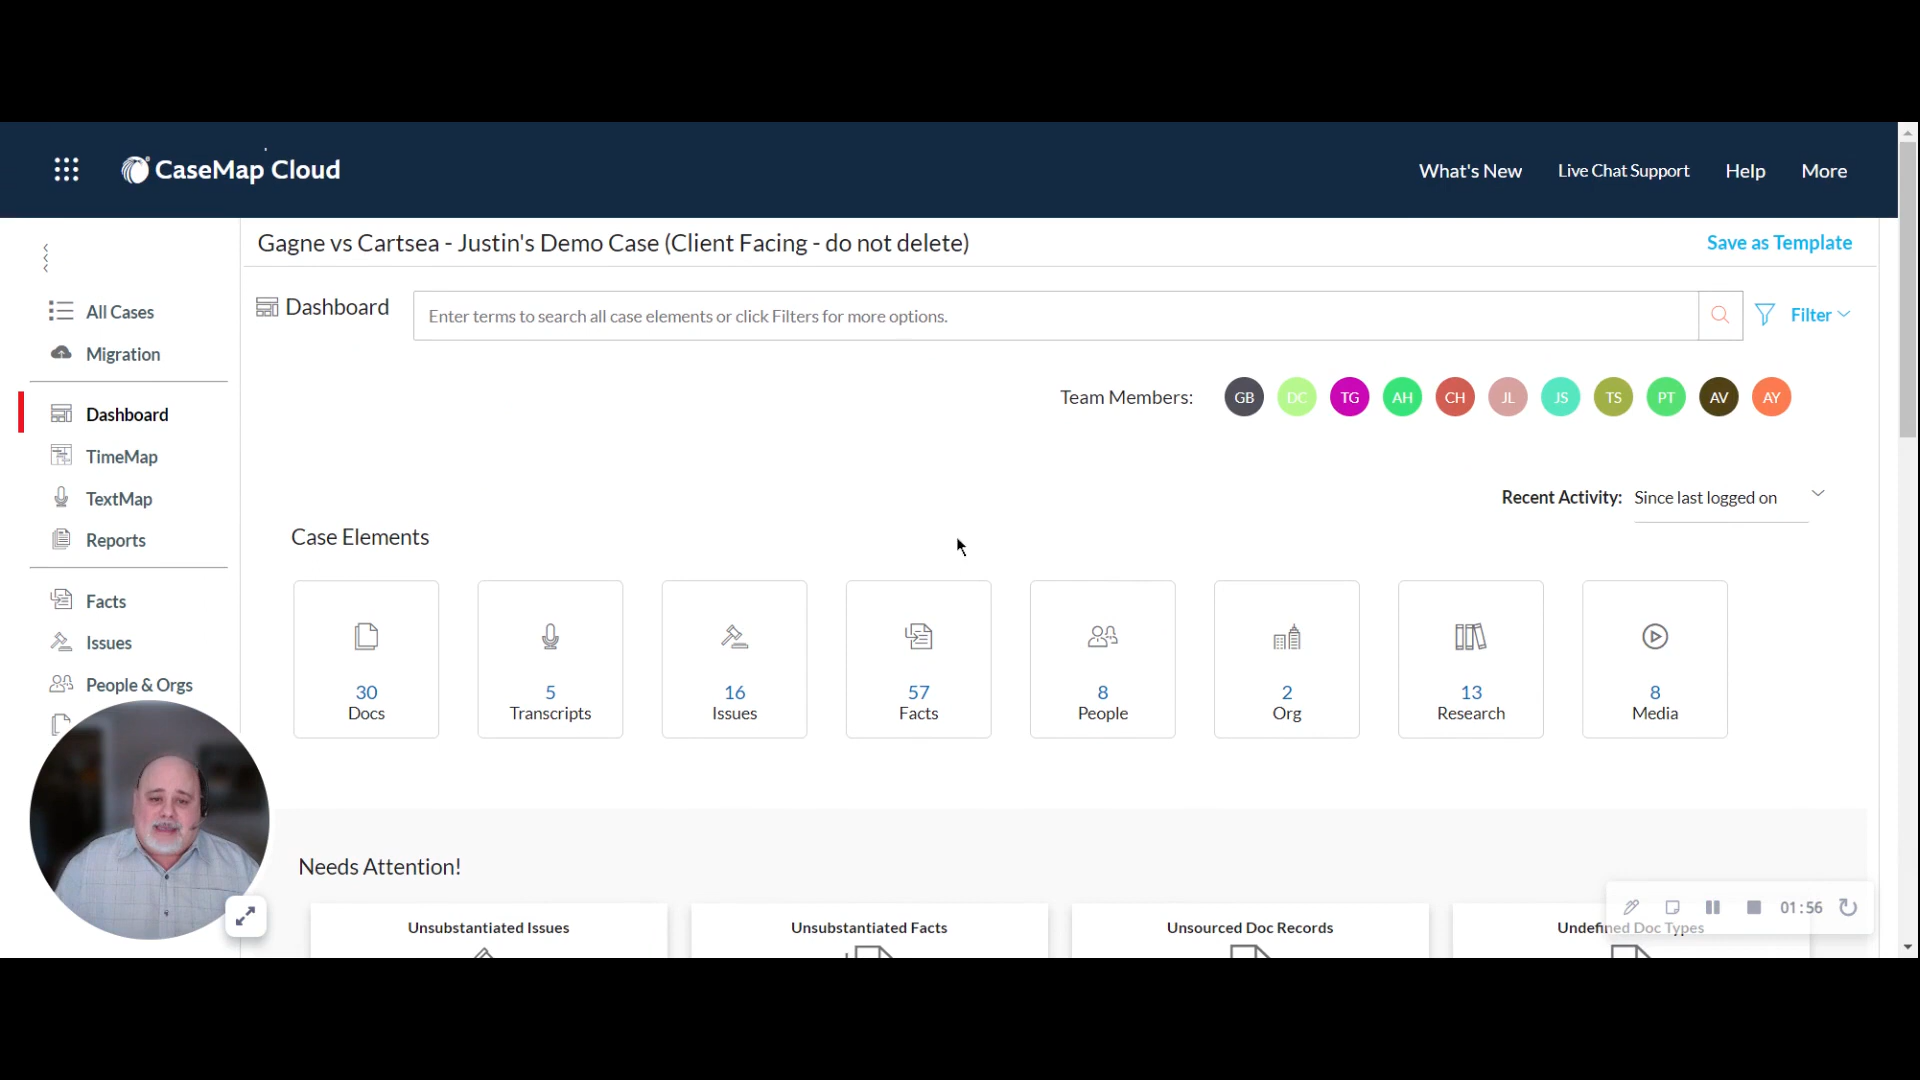 CaseMap Cloud
What's New
Live Chat Support
Help
More
Gagne vs Cartsea - Justin's Demo Case (Client Facing - do not delete)
Save as Template
All Cases
Migration
Dashboard
TimeMap
TextMap
Reports
Facts
Issues
People & Orgs
Dashboard
Enter terms to search all case elements or click Filters for more options.
Filter
Team Members:
GB
DC
TG
AH
CH
JL
JS
TS
PT
AV
AY
Recent Activity:
Since last logged on
Case Elements
30
Docs
5
Transcripts
16
Issues
57
Facts
8
People
2
Org
13
Research
8
Media
Needs Attention!
Unsubstantiated Issues
Unsubstantiated Facts
Unsourced Doc Records
Undefined Doc Types
01:56